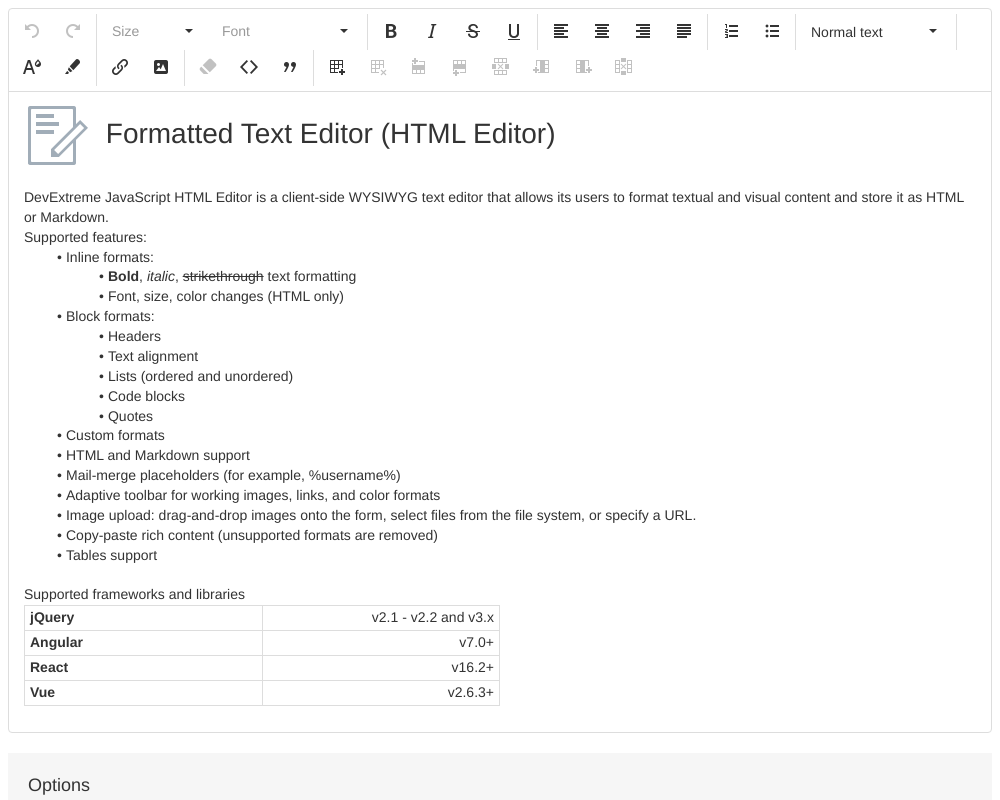 Size Font B I S U Normal text
A
Formatted Text Editor (HTML Editor)
DevExtreme JavaScript HTML Editor is a client-side WYSIWYG text editor that allows its users to format textual and visual content and store it as HTML
or Markdown.
Supported features:
• Inline formats:
• Bold, italic, strikethrough text formatting
• Font, size, color changes (HTML only)
• Block formats:
• Headers
• Text alignment
• Lists (ordered and unordered)
• Code blocks
• Quotes
• Custom formats
• HTML and Markdown support
• Mail-merge placeholders (for example, %username%)
• Adaptive toolbar for working images, links, and color formats
• Image upload: drag-and-drop images onto the form, select files from the file system, or specify a URL.
• Copy-paste rich content (unsupported formats are removed)
• Tables support
Supported frameworks and libraries
jQuery v2.1 - v2.2 and v3.x
Angular v7.0+
React v16.2+
Vue v2.6.3+
Options